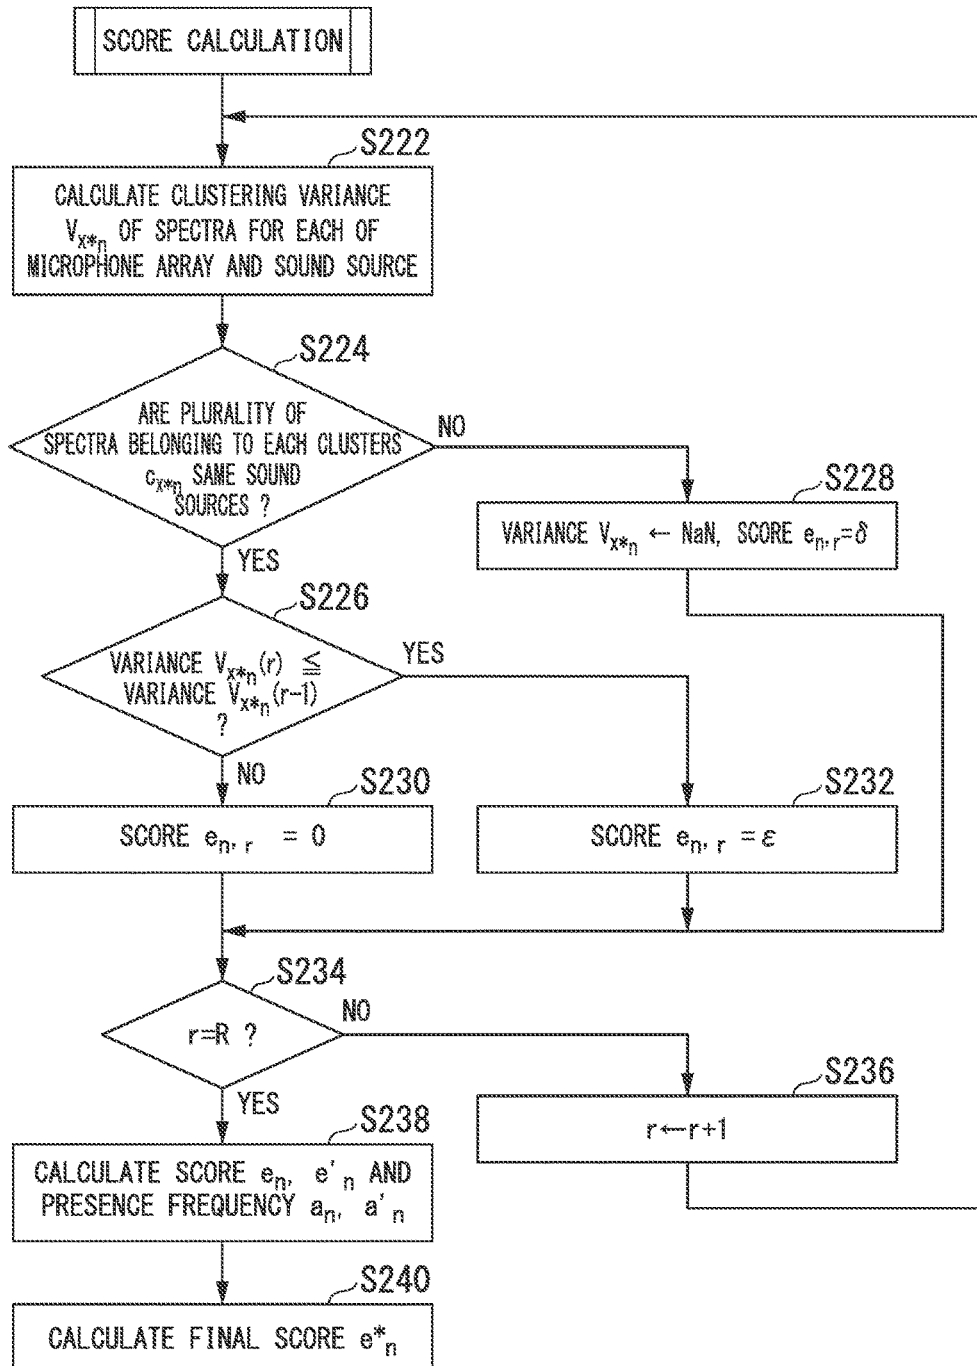 SCORE CALCULATION
S222
CALCULATE CLUSTERING VARIANCE
Vx*n OF SPECTRA FOR EACH OF
MICROPHONE ARRAY AND SOUND SOURCE
S224
ARE PLURALITY OF
SPECTRA BELONGING TO EACH CLUSTERS
cx*n SAME SOUND
SOURCES ?
NO
YES
S228
VARIANCE Vx*n ← NaN, SCORE en,r=δ
S226
VARIANCE Vx*n(r) ≦
VARIANCE Vx*n(r-1)
?
YES
NO
S230
SCORE en,r = 0
S232
SCORE en,r = ε
S234
r=R ?
NO
YES
S236
r←r+1
S238
CALCULATE SCORE en, e'n AND
PRESENCE FREQUENCY an, a'n
S240
CALCULATE FINAL SCORE e*n